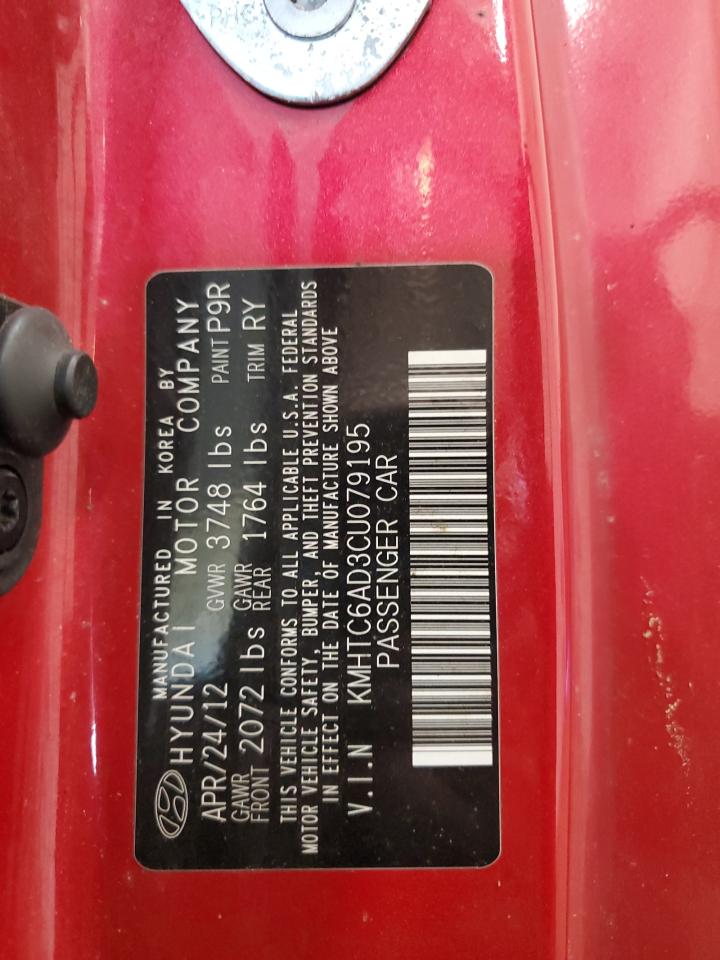 MANUFACTURED IN KOREA BY
HYUNDAI MOTOR COMPANY
APR/24/12 GVWR 3748 lbs PAINT P9R
GAWR FRONT 2072 lbs GAWR REAR 1764 lbs TRIM RY
THIS VEHICLE CONFORMS TO ALL APPLICABLE U.S.A. FEDERAL
MOTOR VEHICLE SAFETY, BUMPER, AND THEFT PREVENTION STANDARDS
IN EFFECT ON THE DATE OF MANUFACTURE SHOWN ABOVE
V.I.N KMHTC6AD3CU079195
PASSENGER CAR